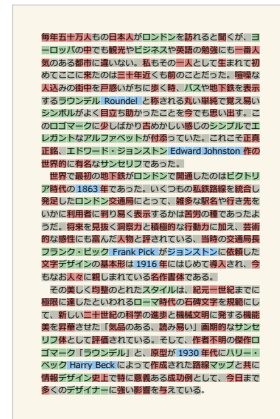 毎年五十万人もの日本人がロンドンを訪れると聞くが、ヨ
ーロッパの中でも観光やビジネスや英語の勉強にも一番人
気のある都市に違いない。私もその一人として生まれて初
めてここに来たのは三十年近くも前のことだった。喧噪な
人込みの街中を戸惑いがちに歩く時、バスや地下鉄を表示
するラウンデル Roundel と称される丸い単純で覚え易い
シンボルがよく目立ち助かったことを今でも思い出す。こ
のロゴマークに少しばかり古めかしい感じのシンプルでエ
レガントなアルファベットが付添っていた。これこそ正真
正銘、エドワード・ジョンストン Edward Johnston 作の
世界的に有名なサンセリフであった。
世界で最初の地下鉄がロンドンで開通したのはビクトリ
ア時代の 1863 年であった。いくつもの私鉄路線を統合し
発足したロンドン交通局にとって、雑多な駅名や行き先を
いかに利用者に判り易く表示するかは苦労の種であったよ
うだ。将来を見抜く洞察力と積極的な行動力に加え、芸術
的な感性にも富んだ人物と評されている、当時の交通局長
フランク・ピック Frank Pick がジョンストンに依頼した
文字デザインの基本形は 1916 年にはじめて導入され、今
もなお人々に親しまれている名作書体である。
その美しく均整のとれたスタイルは、紀元一世紀までに
極限に達したといわれるローマ時代の石碑文字を規範にし
て、新しい二十世紀の科学の進歩と機械文明に発する機能
美を昇華させた「気品のある、読み易い」画期的なサンセ
リフ体として評価されている。そして、作者不明の傑作ロ
ゴマーク「ラウンデル」と、原型が 1930 年代にハリー・
ベック Harry Beck によって作成された路線マップと共に
情報デザイン史上で特に意義ある成功例として、今日まで
多くのデザイナーに強い影響を与えている。